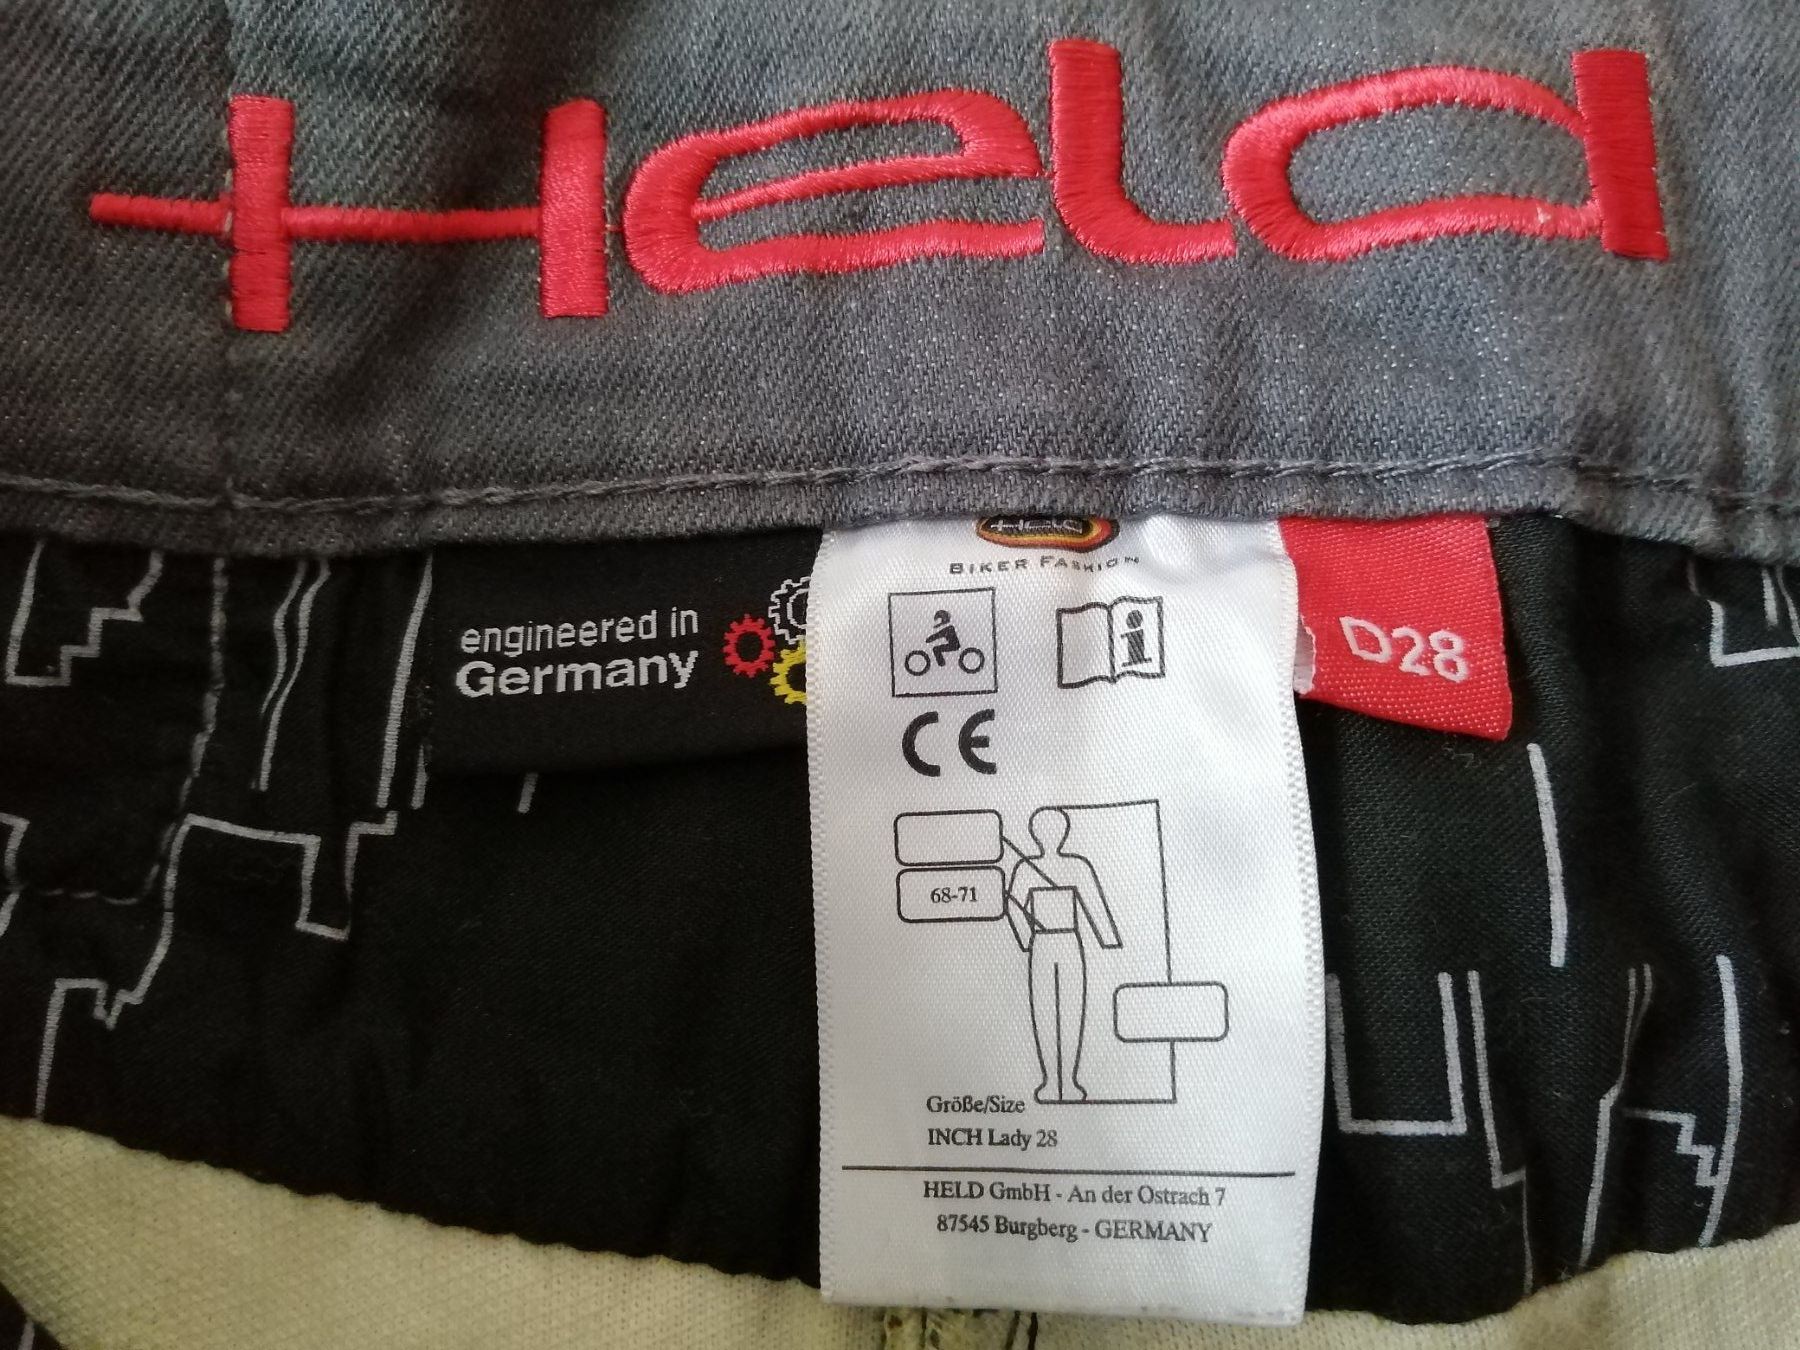 Held
Held
BIKER FASHION
engineered in
Germany
D28
i
CE
68-71
Größe/Size
INCH Lady 28
HELD GmbH - An der Ostrach 7
87545 Burgberg - GERMANY